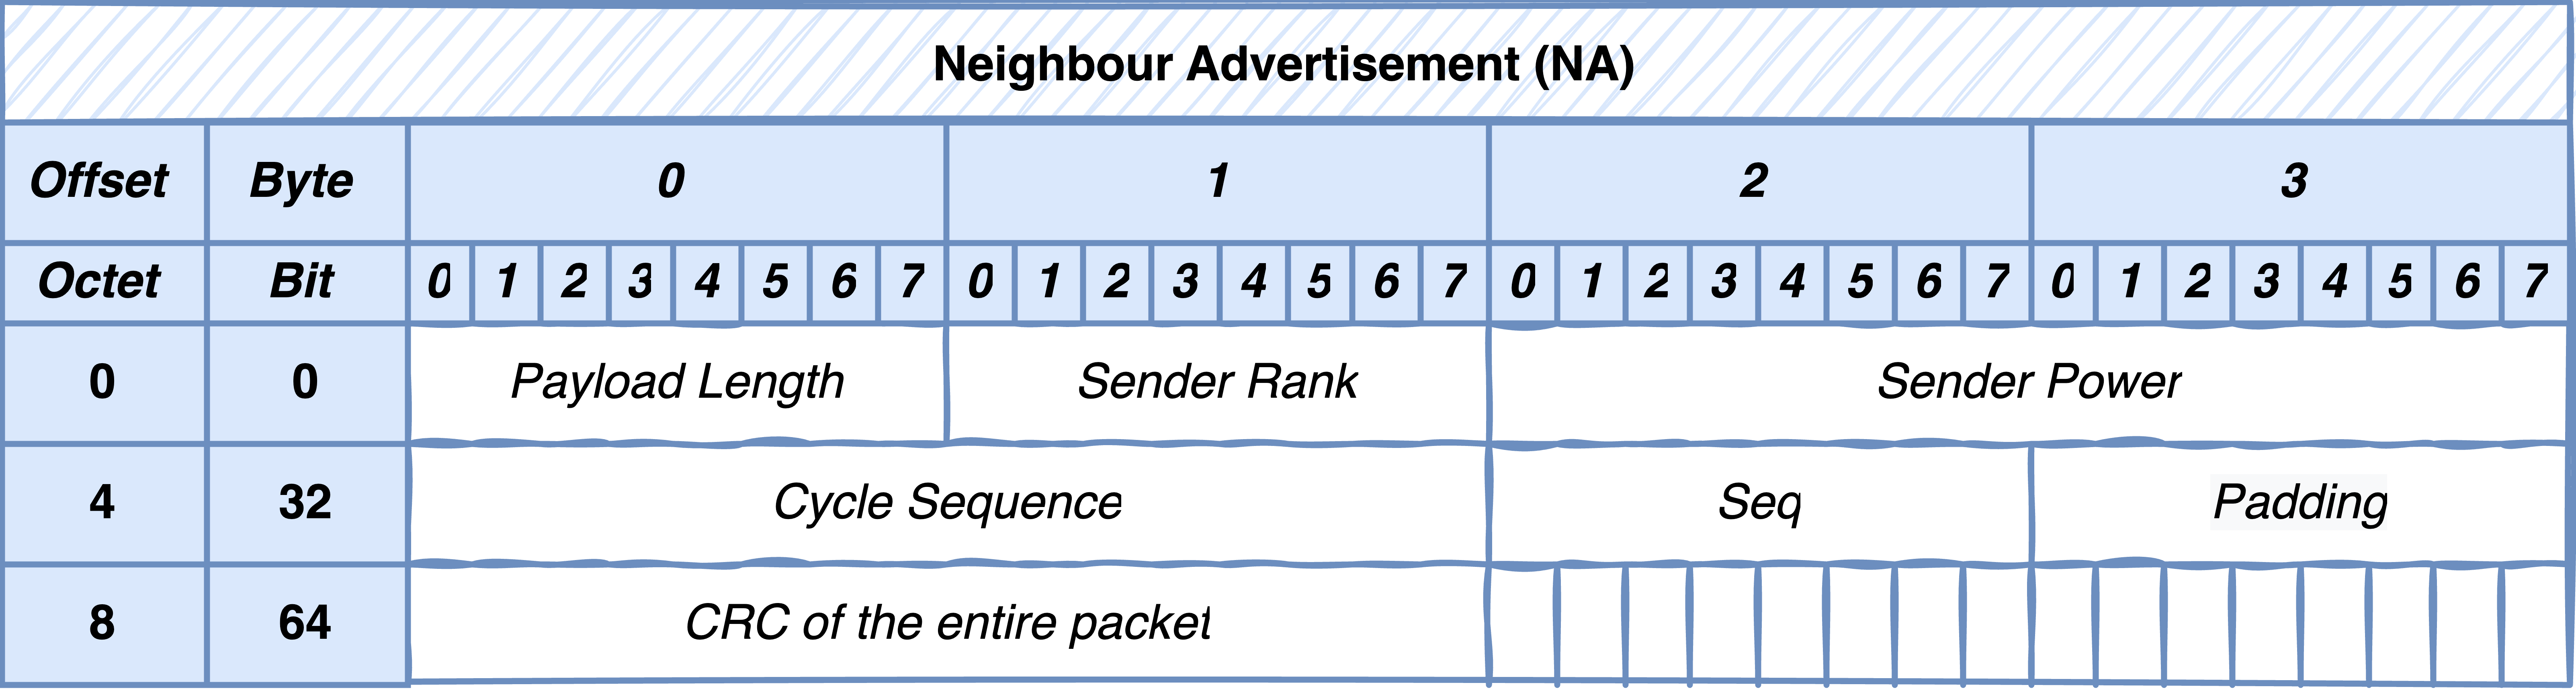 Neighbour Advertisement (NA)
Offset Byte 0 1 2 3
Octet Bit 0 1 2 3 4 5 6 7 0 1 2 3 4 5 6 7 0 1 2 3 4 5 6 7 0 1 2 3 4 5 6 7
0 0 Payload Length Sender Rank Sender Power
4 32 Cycle Sequence Seq Padding
8 64 CRC of the entire packet